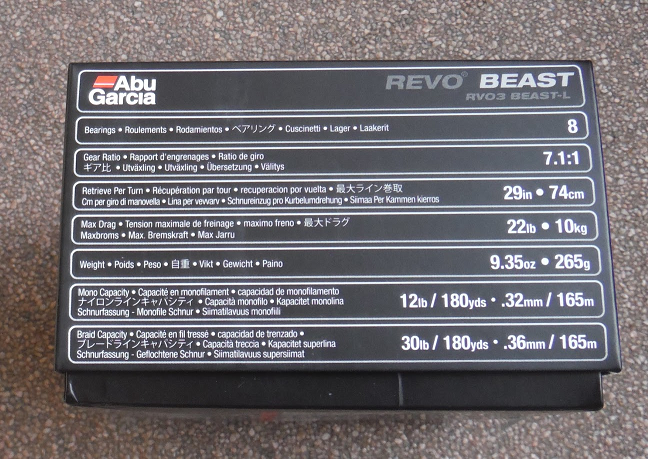 Abu
Garcia
REVO® BEAST
RVO3 BEAST-L
Bearings • Roulements • Rodamientos • ベアリング • Cuscinetti • Lager • Laakerit
8
Gear Ratio • Rapport d'engrenages • Ratio de giro
ギア比 • Utväxling • Utväxling • Übersetzung • Välitys
7.1:1
Retrieve Per Turn • Récupération par tour • recuperacion por vuelta • 最大ライン巻取
Cm per giro di manovella • Lina per vevvarv • Schnureinzug pro Kurbelumdrehung • Siimaa Per Kammen kierros
29in • 74cm
Max Drag • Tension maximale de freinage • maximo freno • 最大ドラグ
Maxbroms • Max. Bremskraft • Max Jarru
22lb • 10kg
Weight • Poids • Peso • 自重 • Vikt • Gewicht • Paino
9.35oz • 265g
Mono Capacity • Capacité en monofilament • capacidad de monofilamento
ナイロンラインキャパシティ • Capacità monofilo • Kapacitet monolina
Schnurfassung - Monofile Schnur • Siimatilavuus monofiili
12lb / 180yds • .32mm / 165m
Braid Capacity • Capacité en fil tressé • capacidad de trenzado •
ブレードラインキャパシティ • Capacità treccia • Kapacitet superlina
Schnurfassung - Geflochtene Schnur • Siimatilavuus supersiimat
30lb / 180yds • .36mm / 165m